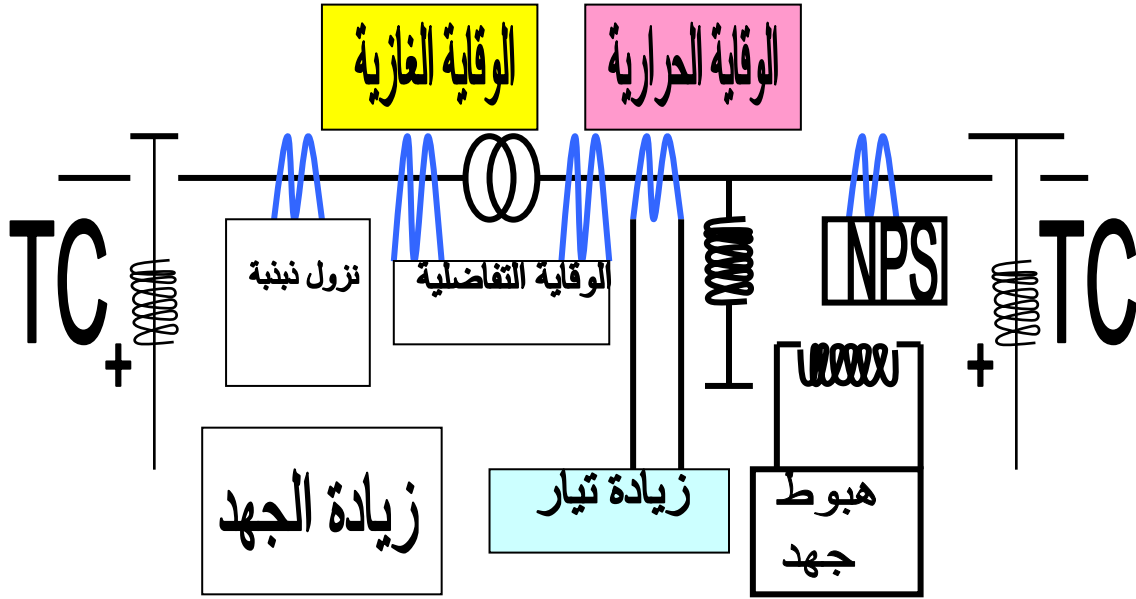 الوقاية الحرارية
الوقاية الغازية
TC
TC
NPS
الوقاية التفاضلية
نزول نبنبة
+
+
هبوط
جهد
زيادة تيار
زيادة الجهد